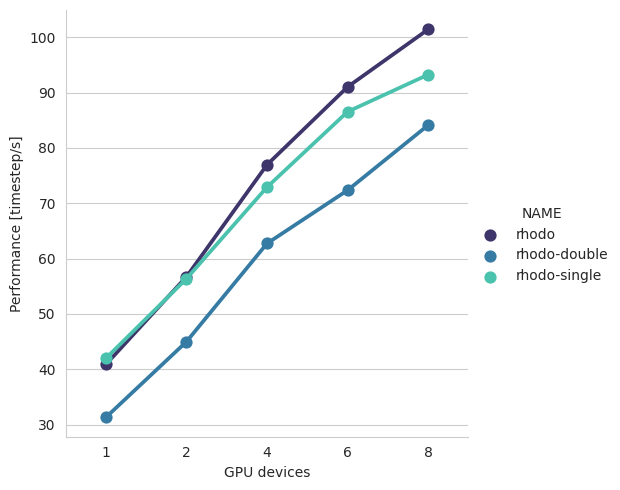 100
90
80
70
60
50
40
30
Performance [timestep/s]
1 2 4 6 8
GPU devices
NAME
rhodo
rhodo-double
rhodo-single